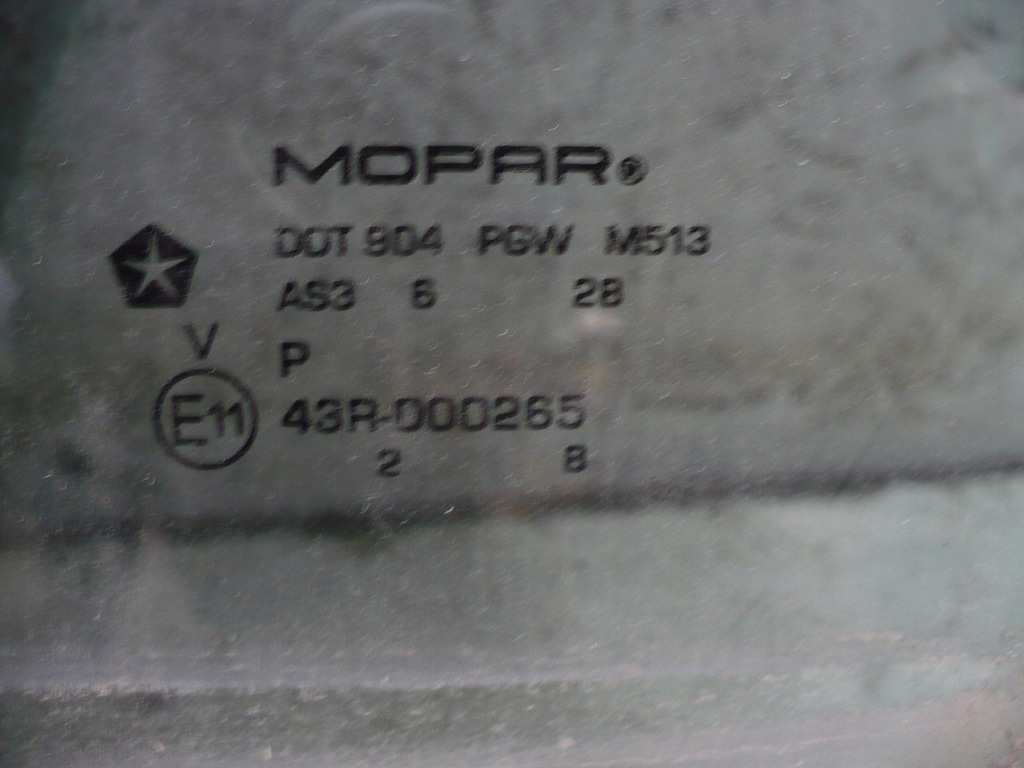 MOPAR®
DOT 904 PGW M513
AS3 6 28
V P
E11 43R-000265
2 8